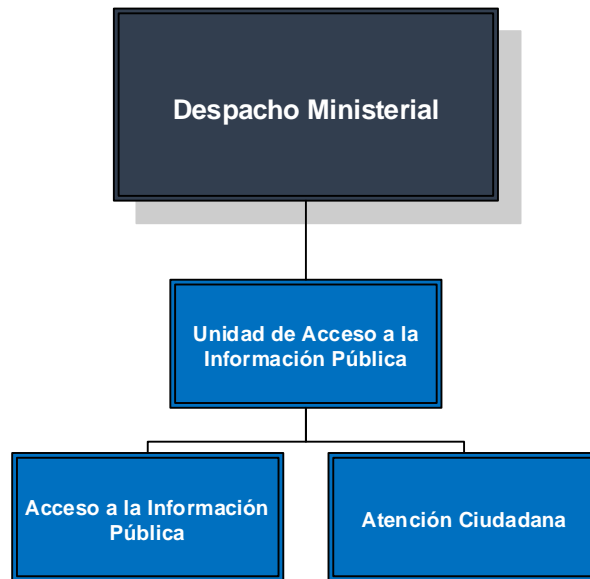 Despacho Ministerial
Unidad de Acceso a la
Información Pública
Acceso a la Información
Pública
Atención Ciudadana